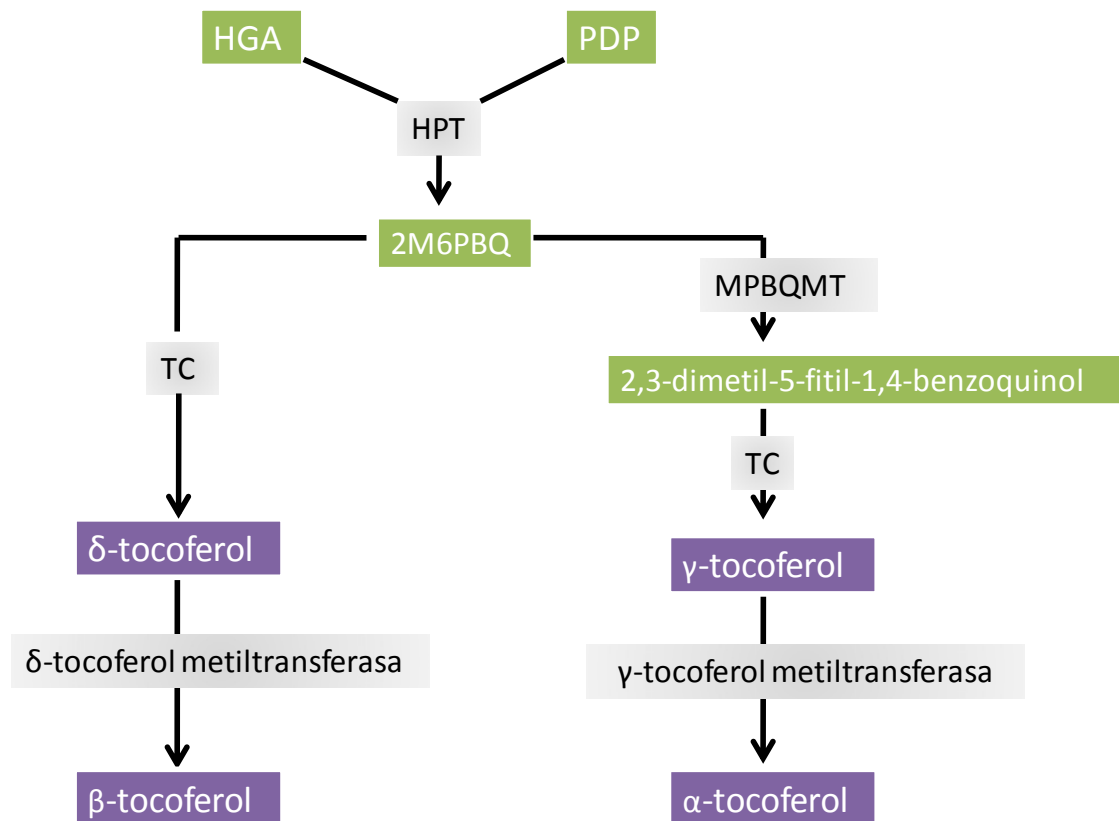 HGA
PDP
HPT
2M6PBQ
MPBQMT
TC
2,3-dimetil-5-fitil-1,4-benzoquinol
TC
δ-tocoferol
γ-tocoferol
δ-tocoferol metiltransferasa
γ-tocoferol metiltransferasa
β-tocoferol
α-tocoferol